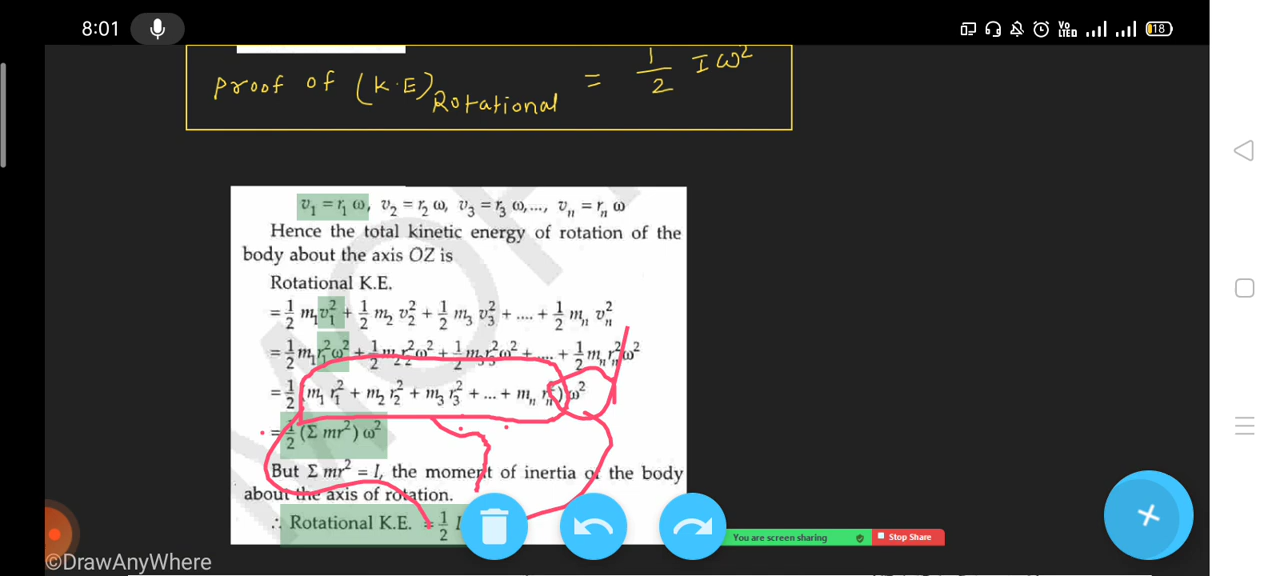 8:01
Vo
LTED
18
Proof of (K.E)Rotational = 1/2 Iω²
v₁ = r₁ ω, v₂ = r₂ ω, v₃ = r₃ ω,..., vₙ = rₙ ω
Hence the total kinetic energy of rotation of the
body about the axis OZ is
Rotational K.E.
= 1/2 m₁v₁² + 1/2 m₂ v₂² + 1/2 m₃ v₃² + .... + 1/2 mₙ vₙ²
= 1/2 m₁r₁²ω² + 1/2 m₂r₂²ω² + 1/2 m₃r₃²ω² + .... + 1/2 mₙrₙ²ω²
= 1/2 (m₁ r₁² + m₂ r₂² + m₃ r₃² + ... + mₙ rₙ²) ω²
= 1/2 (Σ mr²) ω²
But Σ mr² = I, the moment of inertia of the body
about the axis of rotation.
∴ Rotational K.E. = 1/2 I
You are screen sharing
Stop Share
©DrawAnyWhere